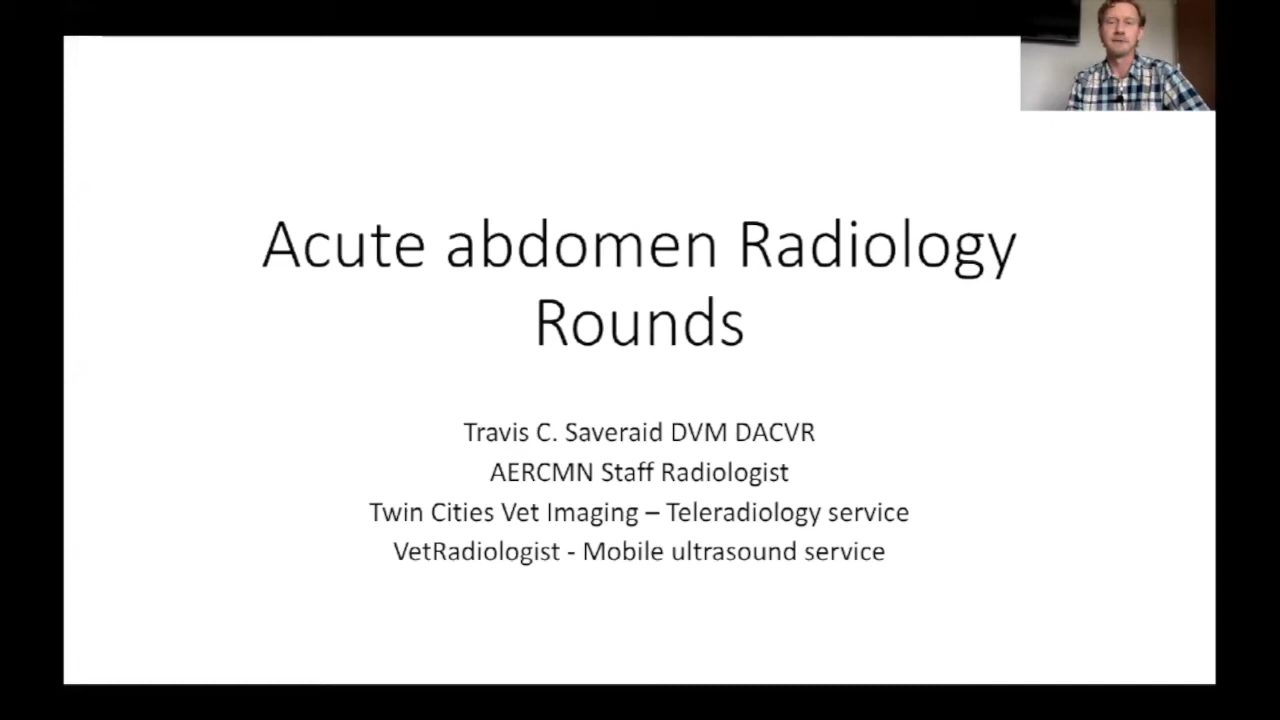 Acute abdomen Radiology
Rounds
Travis C. Saveraid DVM DACVR
AERCMN Staff Radiologist
Twin Cities Vet Imaging – Teleradiology service
VetRadiologist - Mobile ultrasound service